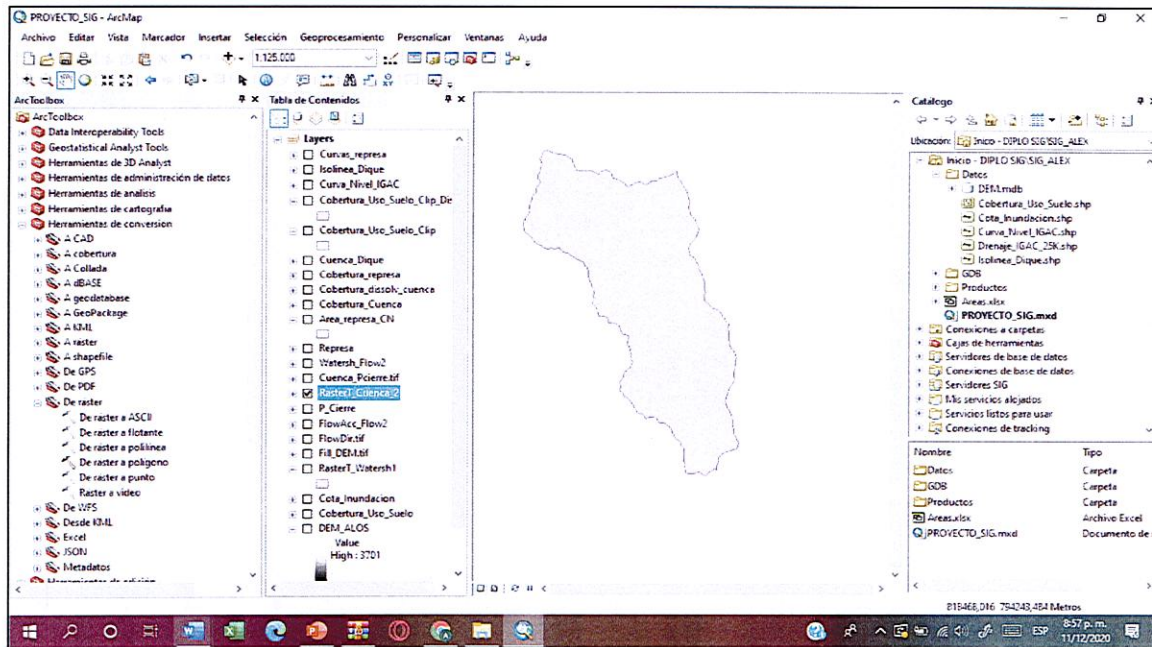 PROYECTO_SIG - ArcMap
Archivo Editar Vista Marcador Insertar Selección Geoprocesamiento Personalizar Ventanas Ayuda
1:125.000
ArcToolbox
ArcToolbox
Data Interoperability Tools
Geostatistical Analyst Tools
Herramientas de 3D Analyst
Herramientas de administración de datos
Herramientas de analisis
Herramientas de cartografia
Herramientas de conversion
A CAD
A cobertura
A Collada
A dBASE
A geodatabase
A GeoPackage
A KML
A raster
A shapefile
De GPS
De PDF
De raster
De raster a ASCII
De raster a flotante
De raster a polilinea
De raster a poligono
De raster a punto
Raster a video
De WFS
Desde KML
Excel
JSON
Metadatos
Herramientas de edición
Tabla de Contenidos
Layers
Curvas_represa
Isolinea_Dique
Curva_Nivel_IGAC
Cobertura_Uso_Suelo_Clip_Dis
Cobertura_Uso_Suelo_Clip
Cuenca_Dique
Cobertura_represa
Cobertura_dissolv_cuenca
Cobertura_Cuenca
Area_represa_CN
Represa
Watersh_Flow2
Cuenca_Pcierre.tif
RasterT_Cuenca_2
P_Cierre
FlowAcc_Flow2
FlowDir.tif
Fill_DEM.tif
RasterT_Watersh1
Cota_Inundacion
Cobertura_Uso_Suelo
DEM_ALOS
Value
High : 3701
Catalogo
Ubicación: Inicio - DIPLO SIG\SIG_ALEX
Inicio - DIPLO SIG\SIG_ALEX
Datos
DEM.mdb
Cobertura_Uso_Suelo.shp
Cota_Inundacion.shp
Curva_Nivel_IGAC.shp
Drenaje_IGAC_25K.shp
Isolinea_Dique.shp
GDB
Productos
Areas.xlsx
PROYECTO_SIG.mxd
Conexiones a carpetas
Cajas de herramientas
Servidores de base de datos
Conexiones de base de datos
Servidores SIG
Mis servicios alojados
Servicios listos para usar
Conexiones de tracking
Nombre Tipo
Datos Carpeta
GDB Carpeta
Productos Carpeta
Areas.xlsx Archivo Excel
PROYECTO_SIG.mxd Documento de
818468,016 794243,484 Metros
ESP
8:57 p. m.
11/12/2020